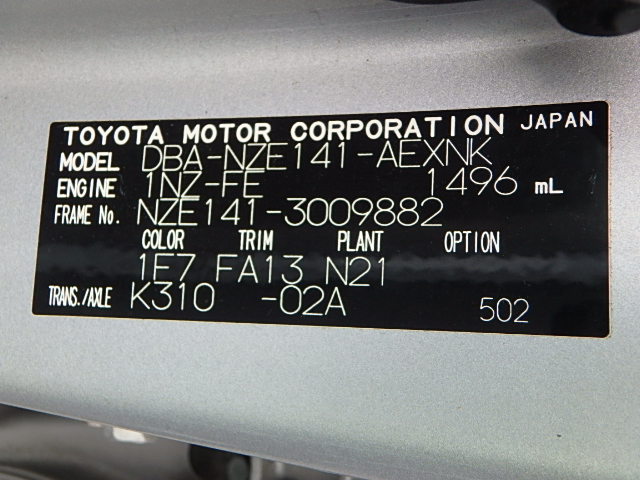 TOYOTA MOTOR CORPORATION JAPAN
MODEL DBA-NZE141-AEXNK
ENGINE 1NZ-FE 1496 mL
FRAME No. NZE141-3009882
COLOR TRIM PLANT OPTION
1E7 FA13 N21
TRANS./AXLE K310 -02A 502